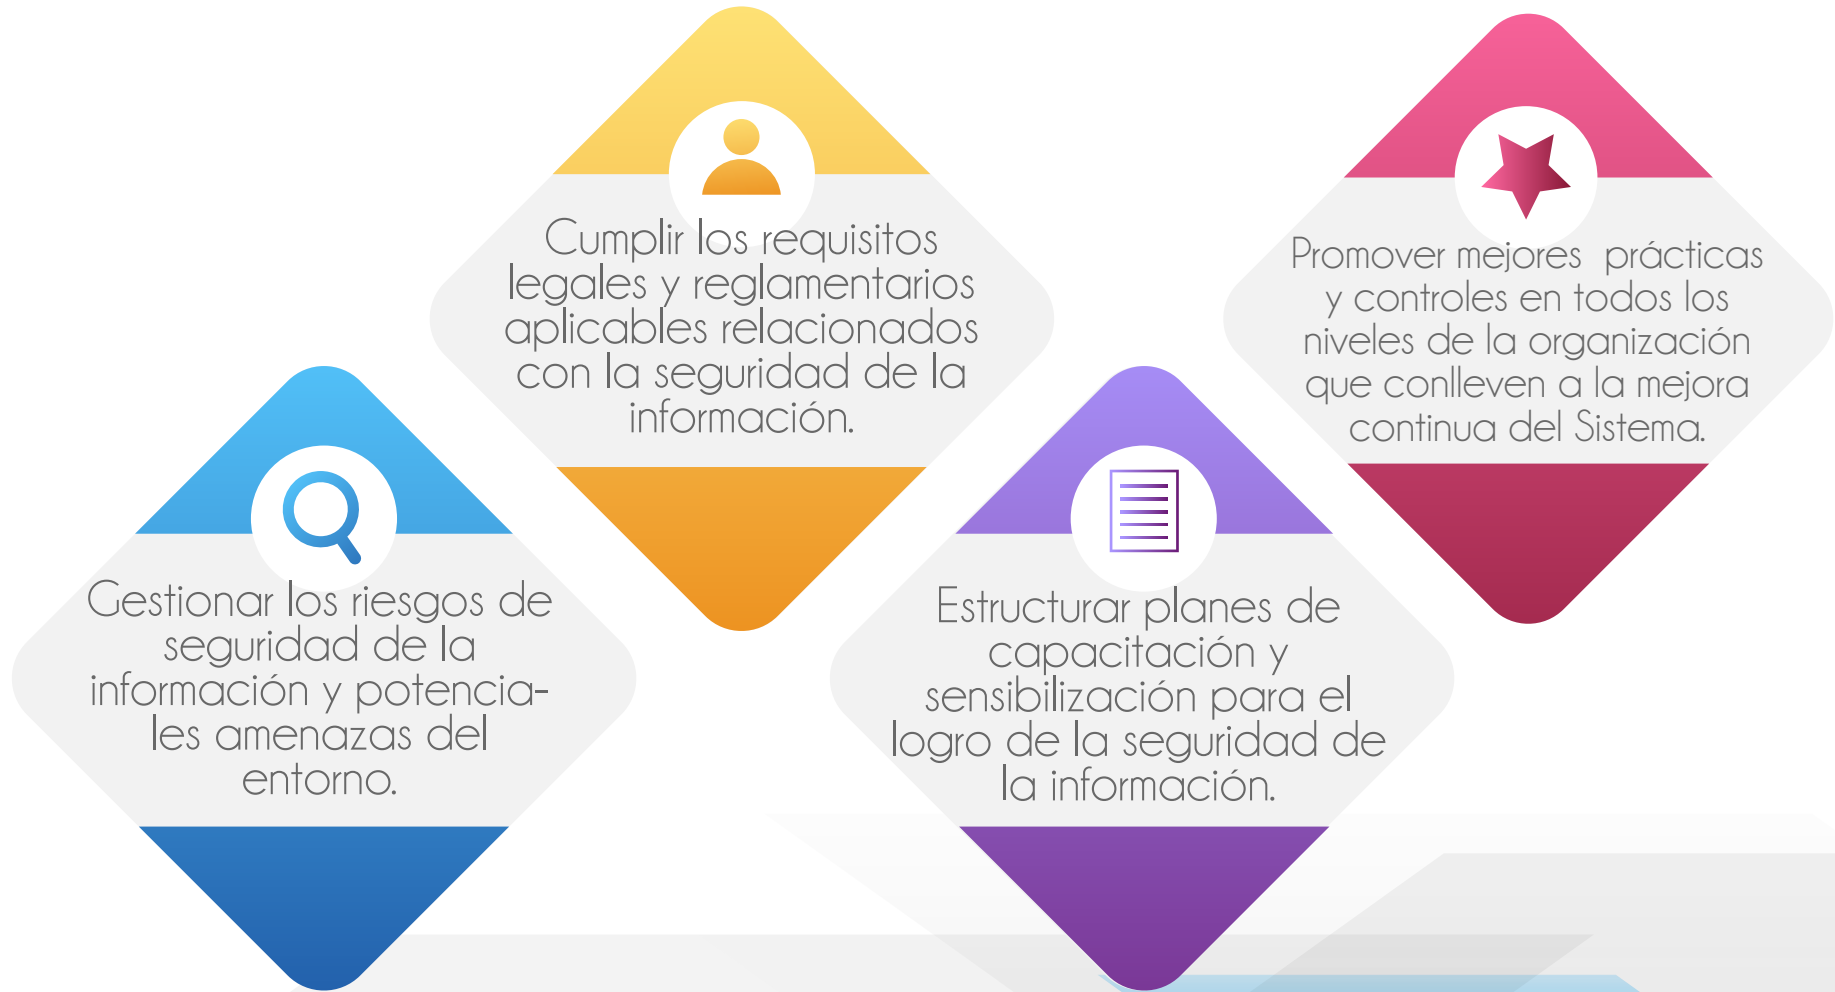 Cumplir los requisitos
legales y reglamentarios
aplicables relacionados
con la seguridad de la
información.
Promover mejores prácticas
y controles en todos los
niveles de la organización
que conlleven a la mejora
continua del Sistema.
Gestionar los riesgos de
seguridad de la
información y potencia-
les amenazas del
entorno.
Estructurar planes de
capacitación y
sensibilización para el
logro de la seguridad de
la información.